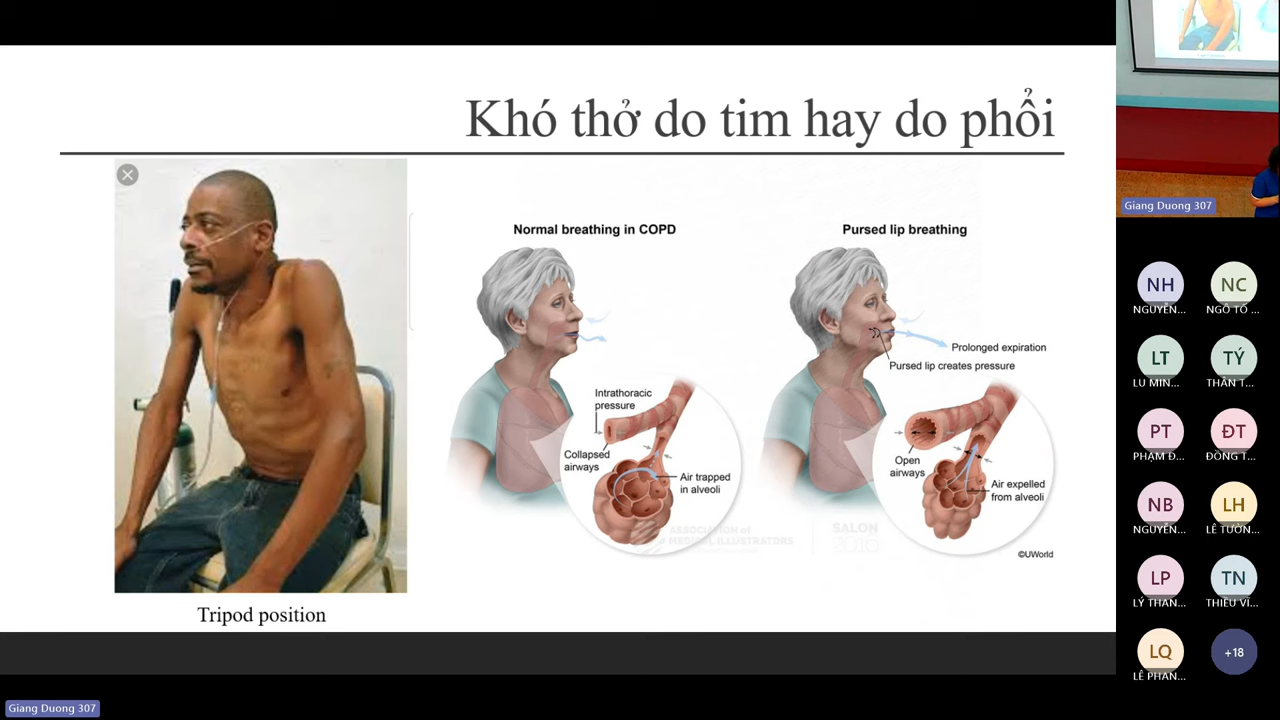 Khó thở do tim hay do phổi
Tripod position
Normal breathing in COPD
Intrathoracic
pressure
Collapsed
airways
Air trapped
in alveoli
Pursed lip breathing
Prolonged expiration
Pursed lip creates pressure
Open
airways
Air expelled
from alveoli
ASSOCIATION of
MEDICAL ILLUSTRATORS
SALON
2016
©UWorld
Giang Duong 307
NH
NGUYỄN...
NC
NGÔ TỐ ...
LT
LU MIN...
TÝ
THÂN T...
PT
PHẠM Đ...
ĐT
ĐỒNG T...
NB
NGUYỄN...
LH
LÊ TƯỜN...
LP
LÝ THAN...
TN
THIỀU VĨ...
LQ
LÊ PHAN...
+18
Giang Duong 307